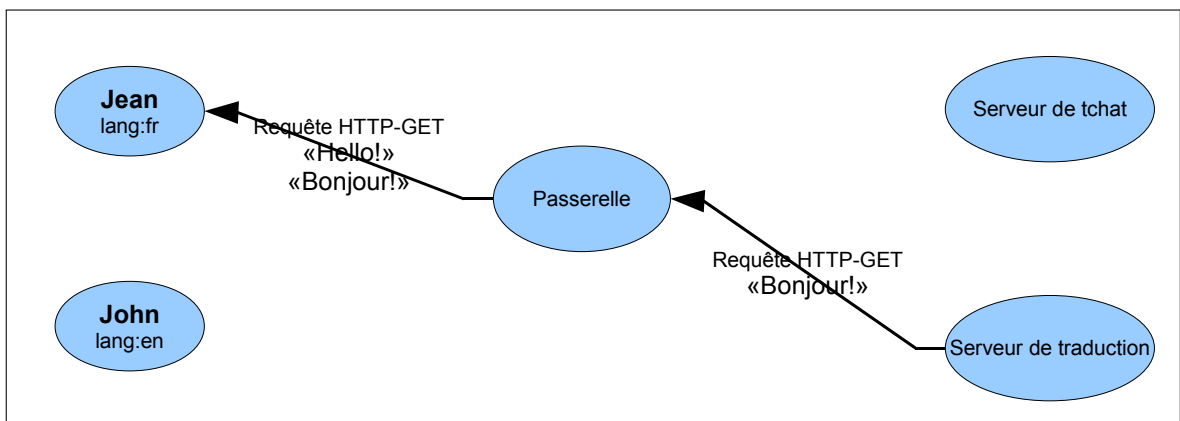 Jean
lang:fr
Requête HTTP-GET
«Hello!»
«Bonjour!»
Serveur de tchat
Passerelle
Requête HTTP-GET
«Bonjour!»
John
lang:en
Serveur de traduction